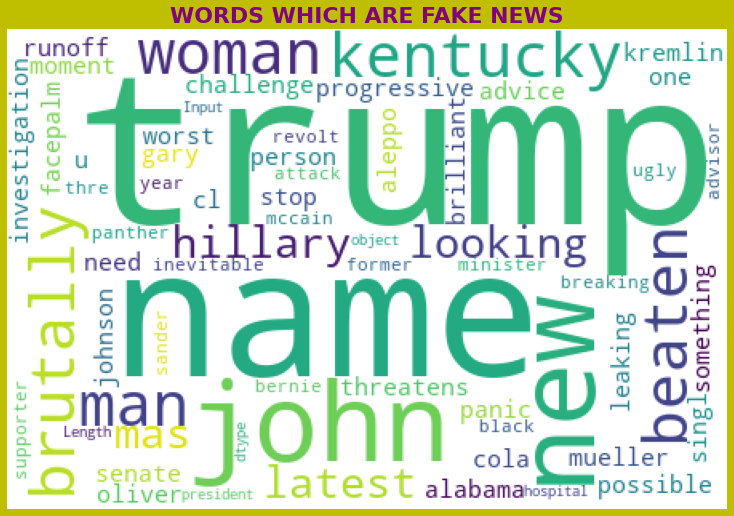 WORDS WHICH ARE FAKE NEWS
runoff
woman
kentucky
kremlin
moment
challenge
progressive
advice
one
investigation
facepalm
Input
trump
worst
revolt
aleppo
brilliant
advisor
u
gary
person
attack
ugly
thre
year
cl
stop
mccain
panther
hillary
object
looking
need
inevitable
former
minister
breaking
brutally
name
new
beaten
something
johnson
sander
leaking
man
john
bernie
threatens
supporter
Length
mas
dtype
panic
black
singl
senate
cola
mueller
oliver
president
latest
alabama
hospital
possible